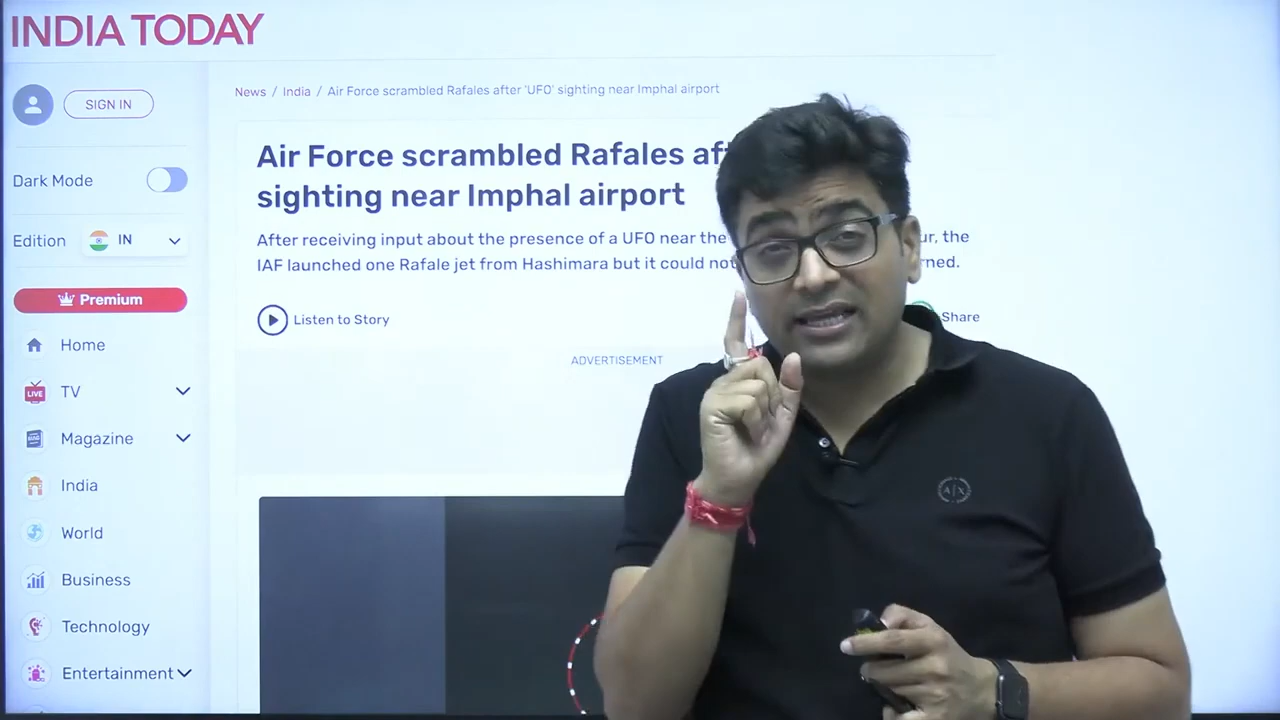 INDIA TODAY
SIGN IN
Dark Mode
Edition IN
Premium
Home
LIVE TV
Magazine
India
World
Business
Technology
Entertainment
News / India / Air Force scrambled Rafales after 'UFO' sighting near Imphal airport
Air Force scrambled Rafales
sighting near Imphal airport
After receiving input about the presence of a UFO near the the
IAF launched one Rafale jet from Hashimara but it could not
Listen to Story
Share
ADVERTISEMENT
A|X